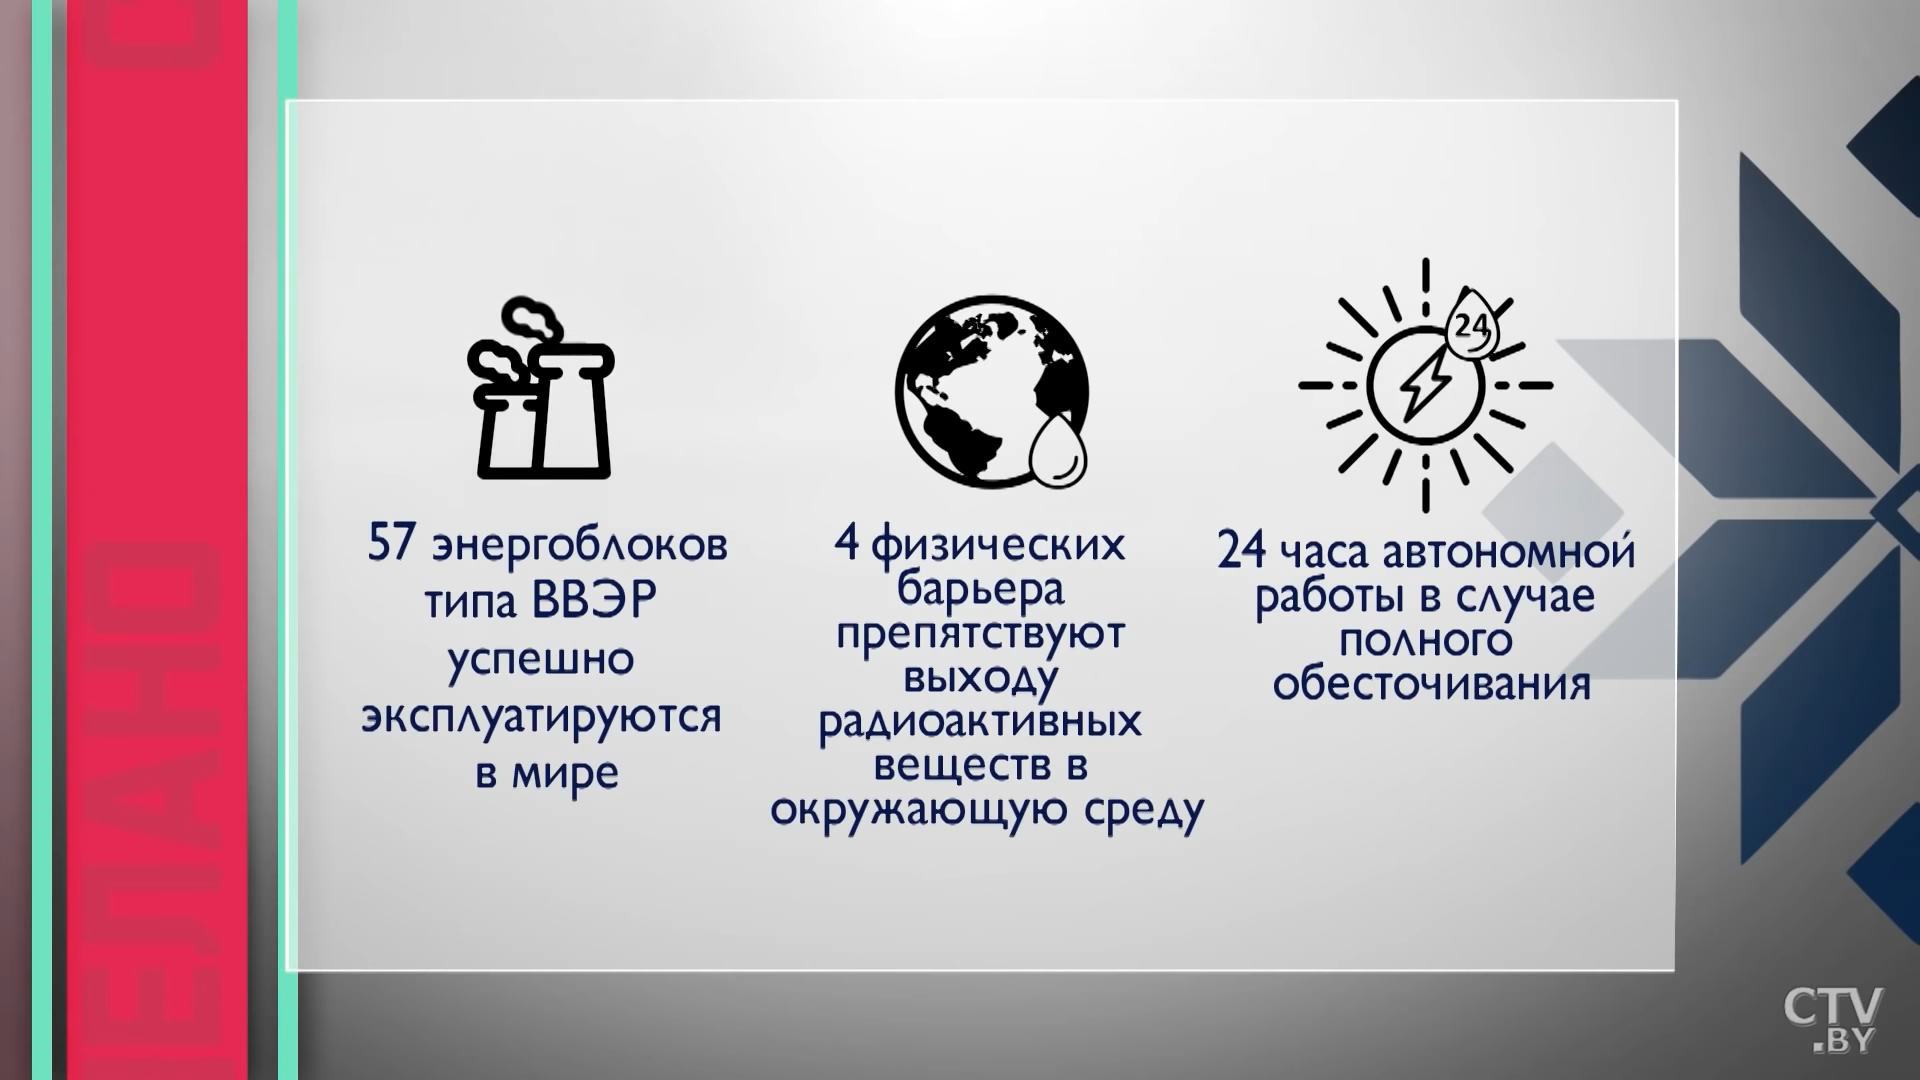 57 энергоблоков
типа ВВЭР
успешно
эксплуатируются
в мире
4 физических
барьера
препятствуют
выходу
радиоактивных
веществ в
окружающую среду
24
24 часа автономной
работы в случае
полного
обесточивания
ЕЛАНО
CTV
.BY